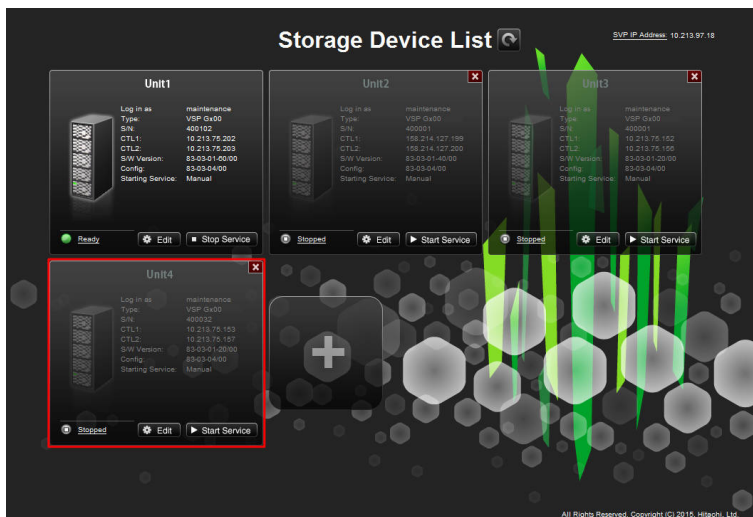 Storage Device List
SVP IP Address: 10.213.97.18
Unit1
Log in as maintenance
Type: VSP Gx00
S/N: 400102
CTL1: 10.213.75.202
CTL2: 10.213.75.203
S/W Version: 83-03-01-60/00
Config: 83-03-04/00
Starting Service: Manual
Ready Edit Stop Service
Unit2
Log in as maintenance
Type: VSP Gx00
S/N: 400001
CTL1: 158.214.127.199
CTL2: 158.214.127.200
S/W Version: 83-03-01-40/00
Config: 83-03-04/00
Starting Service: Manual
Stopped Edit Start Service
Unit3
Log in as maintenance
Type: VSP Gx00
S/N: 400001
CTL1: 10.213.75.152
CTL2: 10.213.75.156
S/W Version: 83-03-01-20/00
Config: 83-03-04/00
Starting Service: Manual
Stopped Edit Start Service
Unit4
Log in as maintenance
Type: VSP Gx00
S/N: 400032
CTL1: 10.213.75.153
CTL2: 10.213.75.157
S/W Version: 83-03-01-20/00
Config: 83-03-04/00
Starting Service: Manual
Stopped Edit Start Service
All Rights Reserved. Copyright (C) 2015, Hitachi, Ltd.